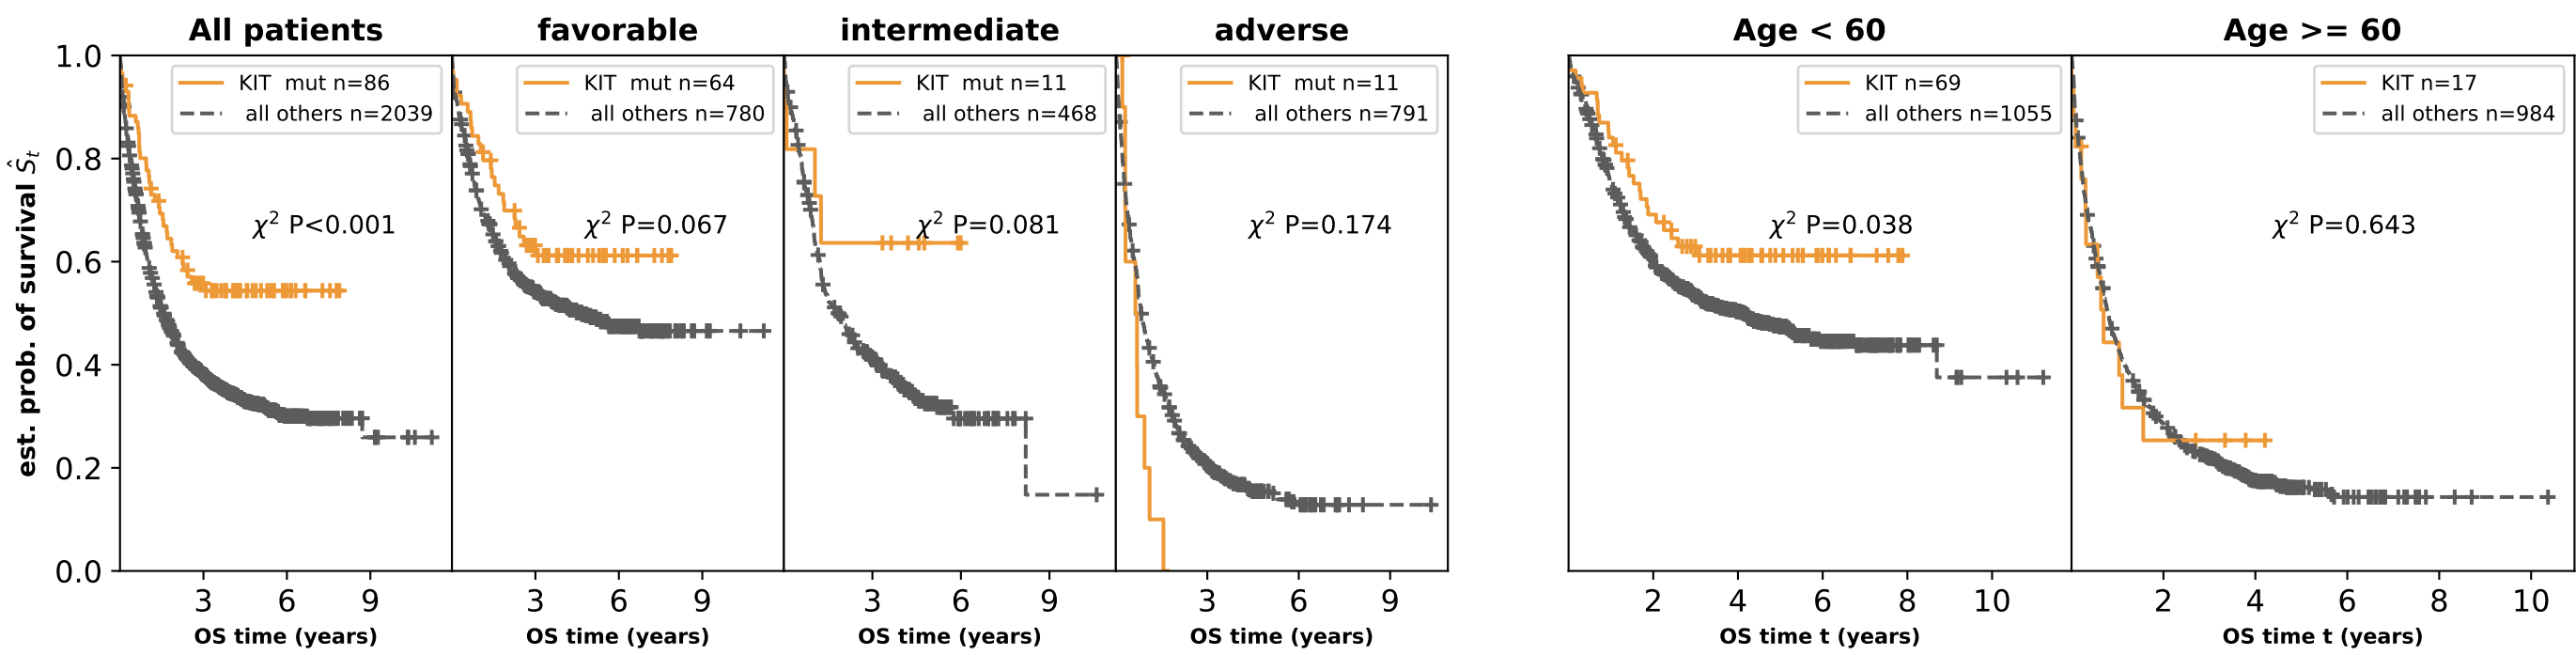 All patients
favorable
intermediate
adverse
Age < 60
Age >= 60
est. prob. of survival Ŝt
1.0
0.8
0.6
0.4
0.2
0.0
KIT mut n=86
all others n=2039
χ² P<0.001
3 6 9
OS time (years)
KIT mut n=64
all others n=780
χ² P=0.067
3 6 9
OS time (years)
KIT mut n=11
all others n=468
χ² P=0.081
3 6 9
OS time (years)
KIT mut n=11
all others n=791
χ² P=0.174
3 6 9
OS time (years)
KIT n=69
all others n=1055
χ² P=0.038
2 4 6 8 10
OS time t (years)
KIT n=17
all others n=984
χ² P=0.643
2 4 6 8 10
OS time t (years)